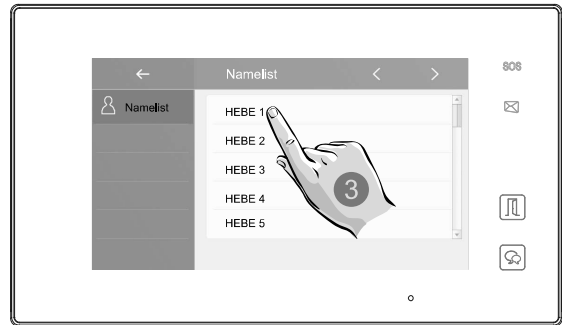 SOS
← Namelist < >
Namelist
HEBE 1
HEBE 2
HEBE 3
HEBE 4
HEBE 5
3